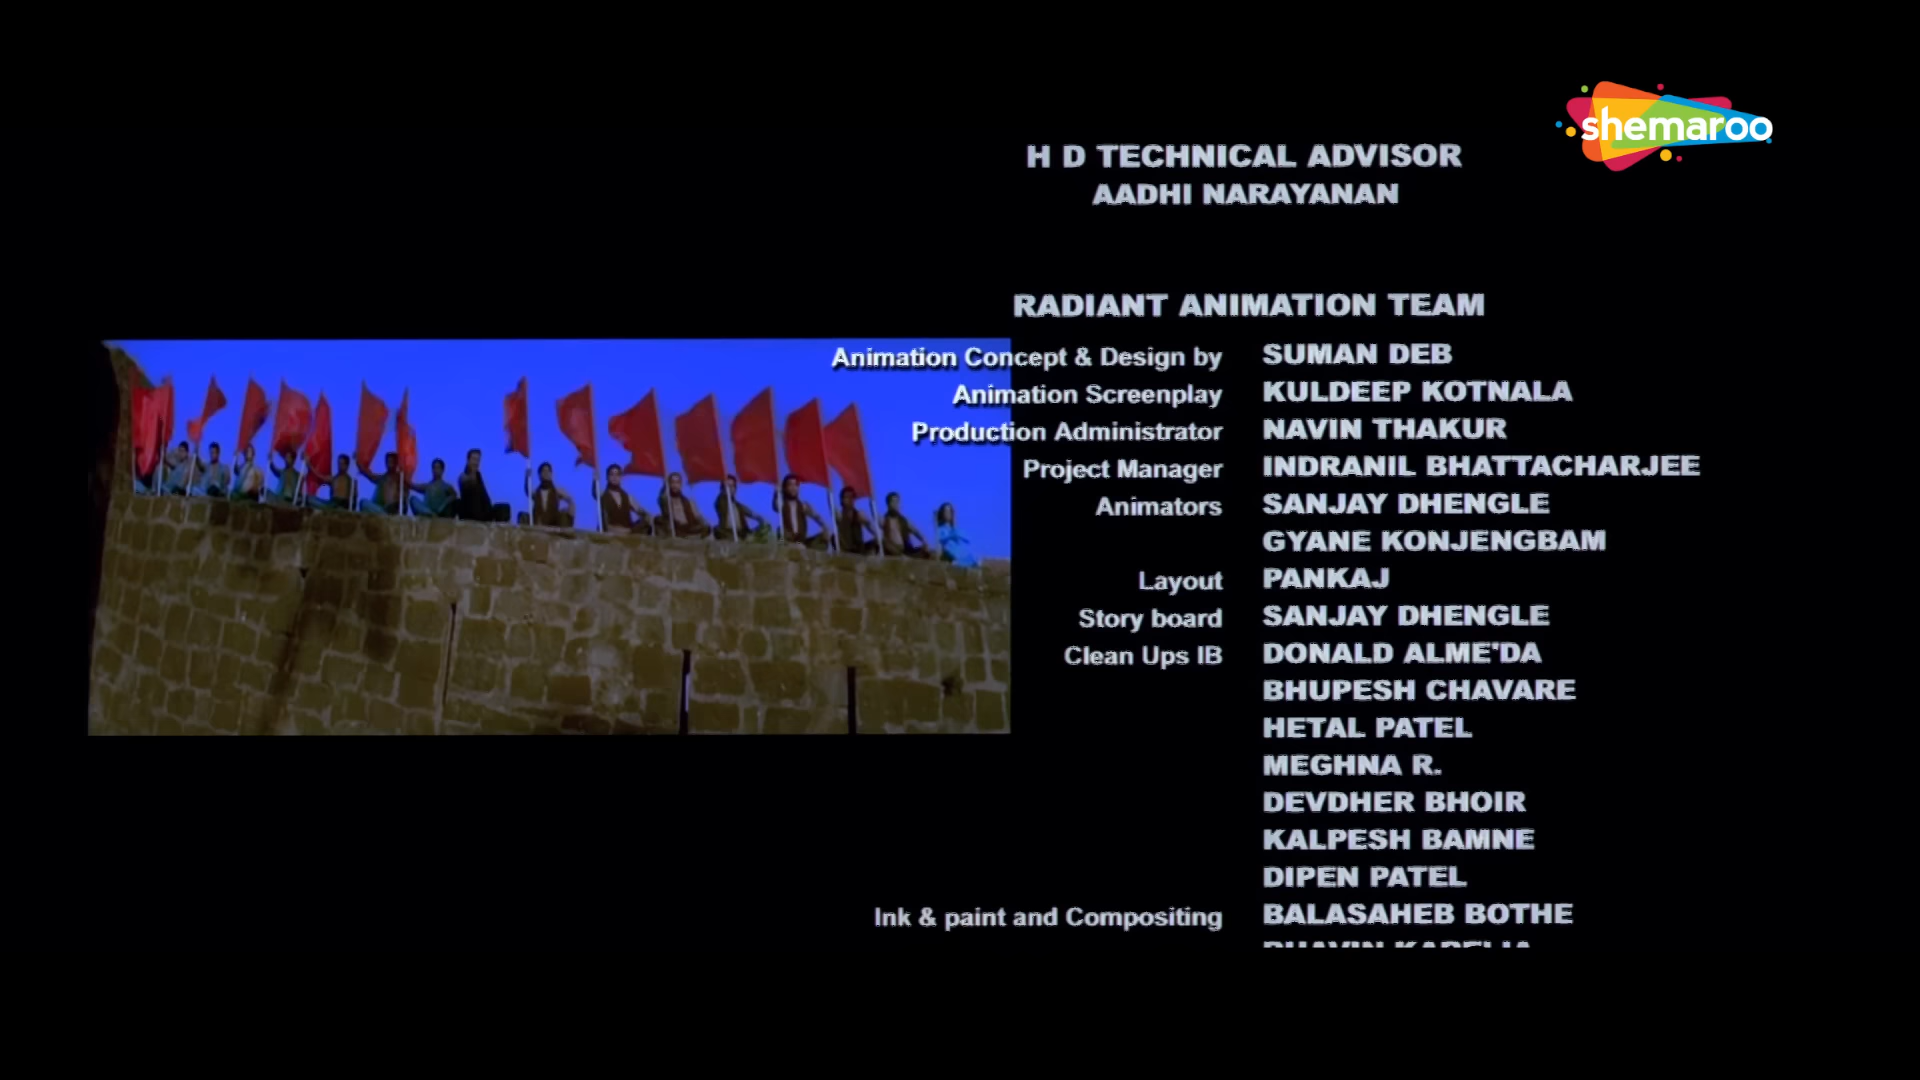 shemaroo
H D TECHNICAL ADVISOR
AADHI NARAYANAN
RADIANT ANIMATION TEAM
Animation Concept & Design by SUMAN DEB
Animation Screenplay KULDEEP KOTNALA
Production Administrator NAVIN THAKUR
Project Manager INDRANIL BHATTACHARJEE
Animators SANJAY DHENGLE
GYANE KONJENGBAM
Layout PANKAJ
Story board SANJAY DHENGLE
Clean Ups IB DONALD ALME'DA
BHUPESH CHAVARE
HETAL PATEL
MEGHNA R.
DEVDHER BHOIR
KALPESH BAMNE
DIPEN PATEL
Ink & paint and Compositing BALASAHEB BOTHE